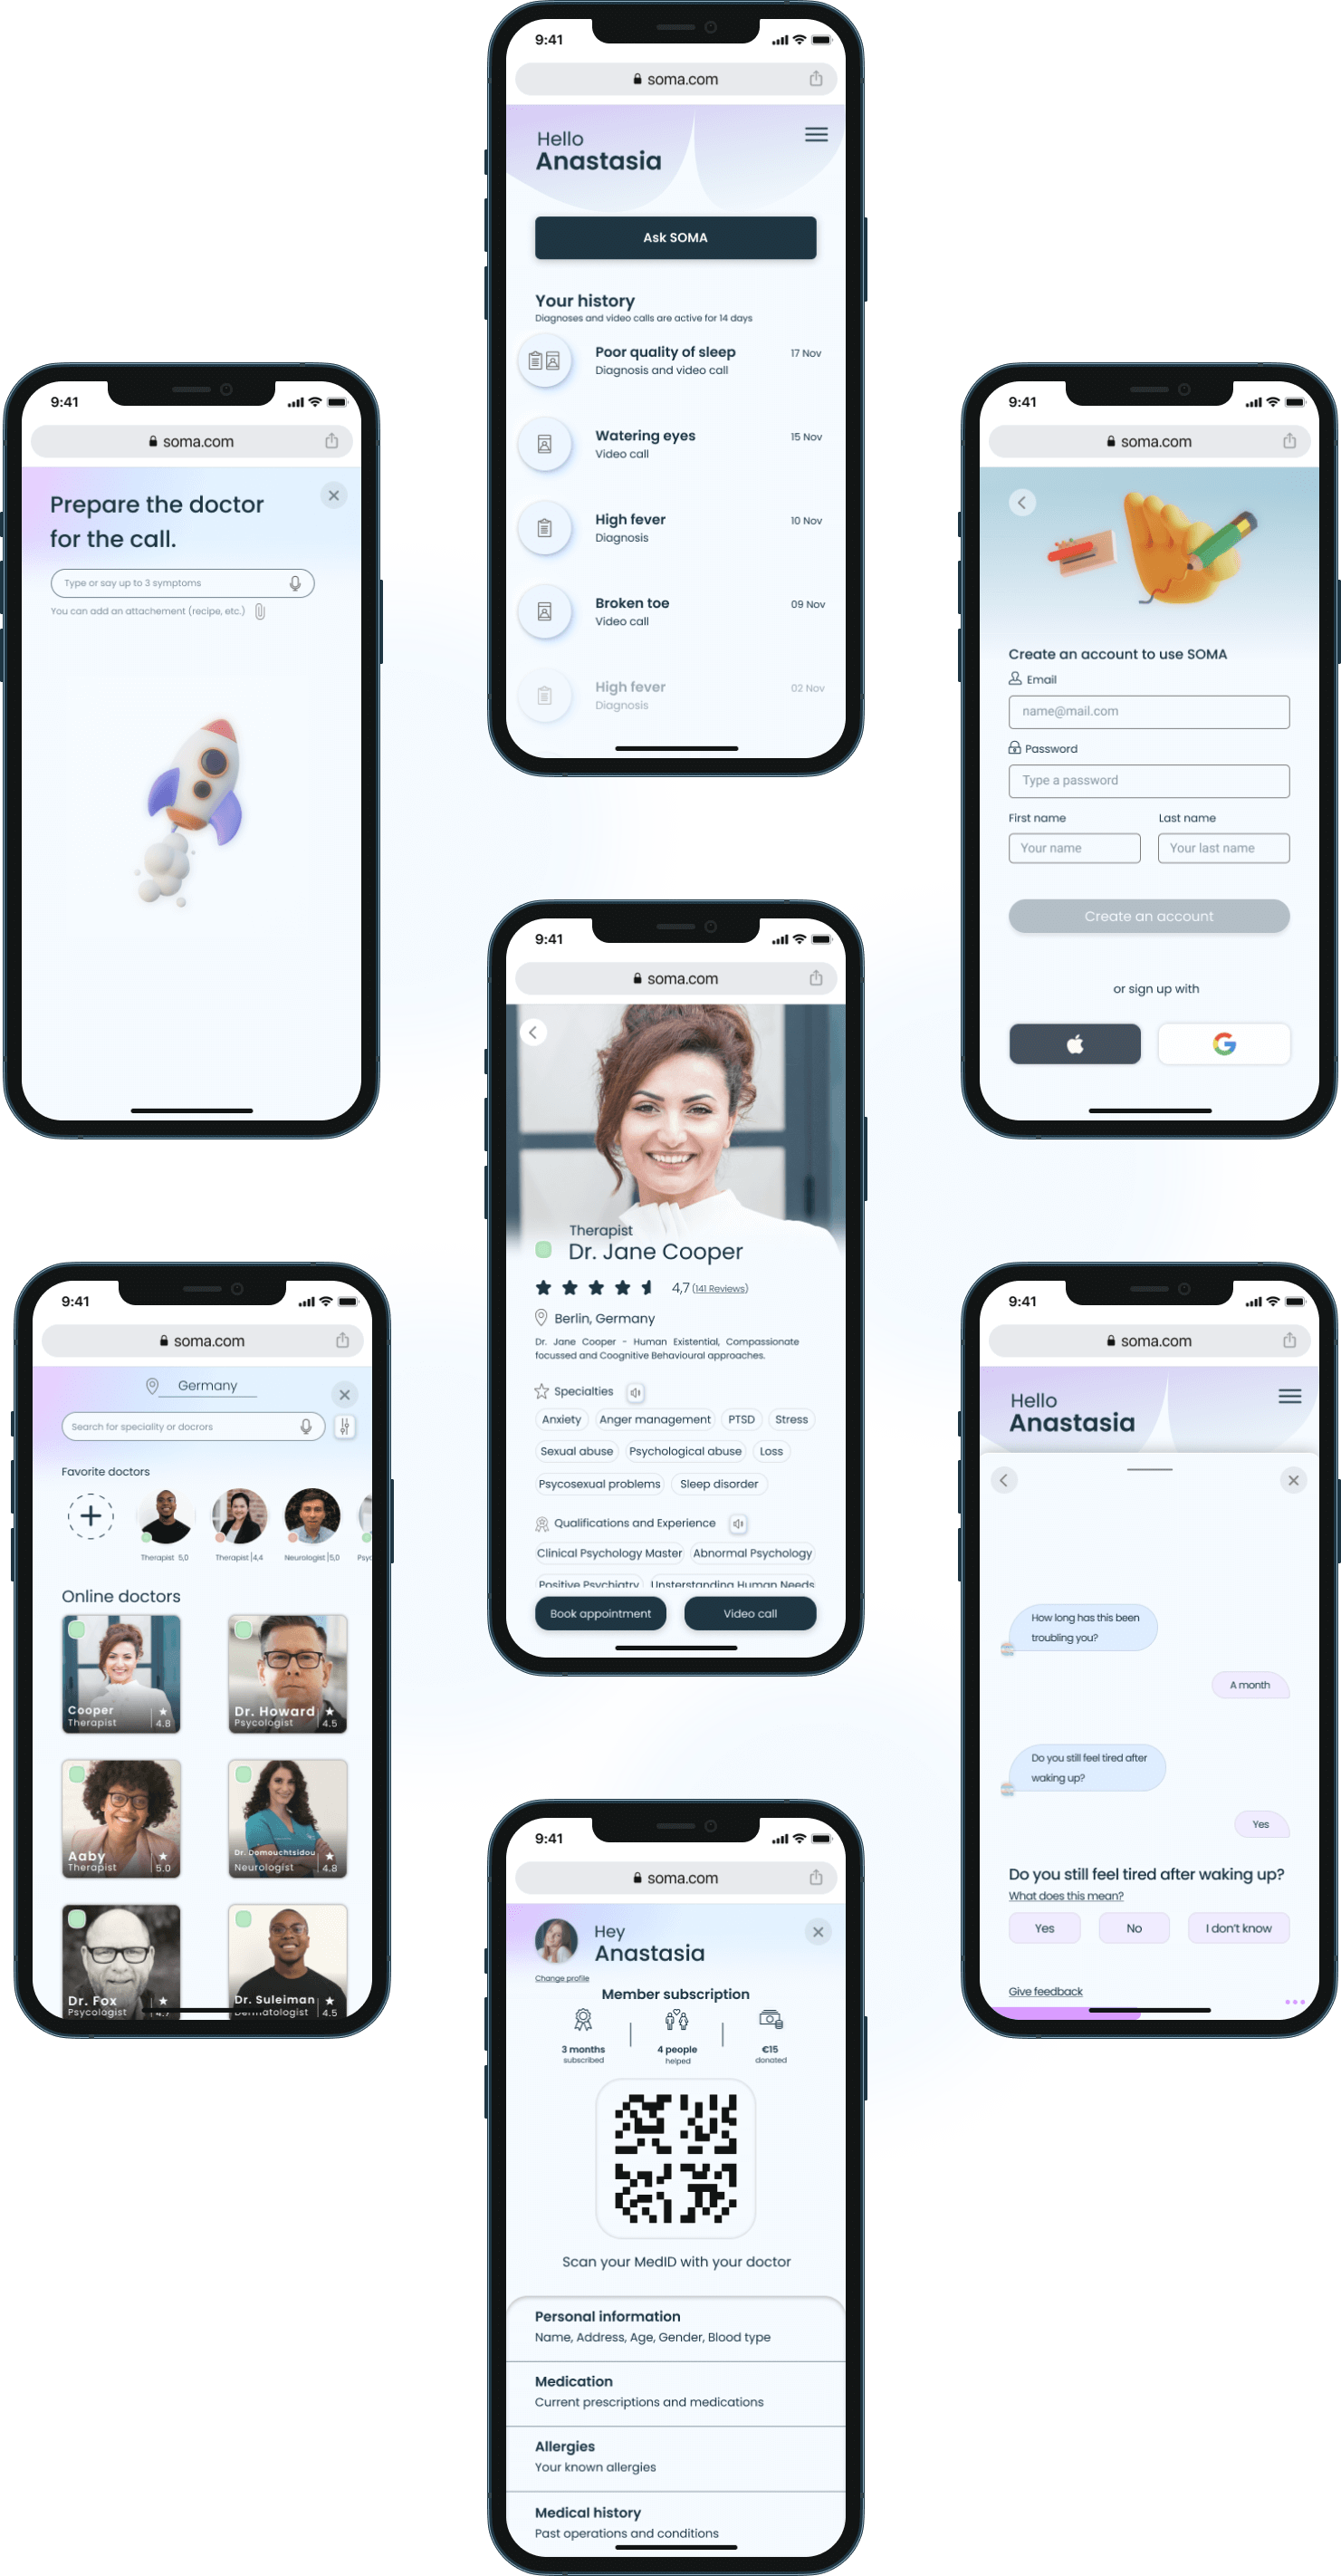 9:41
soma.com
Hello
Anastasia
Ask SOMA
Your history
Diagnoses and video calls are active for 14 days
Poor quality of sleep
17 Nov
Diagnosis and video call
Watering eyes
15 Nov
Video call
High fever
10 Nov
Diagnosis
Broken toe
09 Nov
Video call
High fever
02 Nov
Diagnosis
9:41
soma.com
Prepare the doctor
for the call.
Type or say up to 3 symptoms
You can add an attachement (recipe, etc.)
9:41
soma.com
Create an account to use SOMA
Email
name@mail.com
Password
Type a password
First name
Last name
Your name
Your last name
Create an account
or sign up with
9:41
soma.com
Therapist
Dr. Jane Cooper
4,7 (141 Reviews)
Berlin, Germany
Dr. Jane Cooper - Human Existential, Compassionate
focussed and Coognitive Behavioural approaches.
Specialties
Anxiety
Anger management
PTSD
Stress
Sexual abuse
Psychological abuse
Loss
Psycosexual problems
Sleep disorder
Qualifications and Experience
Clinical Psychology Master
Abnormal Psychology
Positive Psychiatry
Unsterstanding Human Needs
Book appointment
Video call
9:41
soma.com
Germany
Search for speciality or docrors
Favorite doctors
Therapist 5,0
Therapist |4,4
Neurologist |5,0
Psyc
Online doctors
Cooper
Therapist
4.8
Dr. Howard
Psycologist
4.5
Aaby
Therapist
5.0
Dr. Domouchtsidou
Neurologist
4.8
Dr. Fox
Psycologist
4.7
Dr. Suleiman
Dermatologist
4.5
9:41
soma.com
Hello
Anastasia
How long has this been
troubling you?
A month
Do you still feel tired after
waking up?
Yes
Do you still feel tired after waking up?
What does this mean?
Yes
No
I don't know
Give feedback
9:41
soma.com
Hey
Anastasia
Change profile
Member subscription
3 months
subscribed
4 people
helped
€15
donated
Scan your MedID with your doctor
Personal information
Name, Address, Age, Gender, Blood type
Medication
Current prescriptions and medications
Allergies
Your known allergies
Medical history
Past operations and conditions